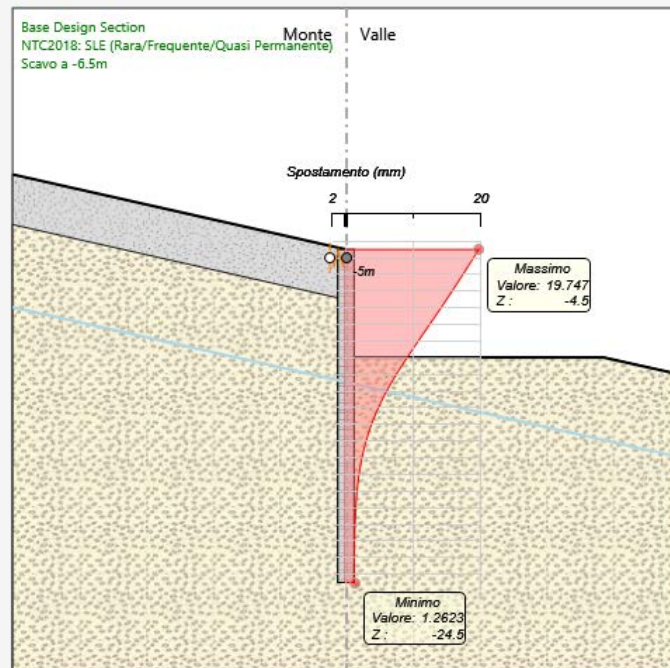 Base Design Section
NTC2018: SLE (Rara/Frequente/Quasi Permanente)
Scavo a -6.5m
Monte
Valle
Spostamento (mm)
2
20
-5m
Massimo
Valore: 19.747
Z : -4.5
Minimo
Valore: 1.2623
Z : -24.5